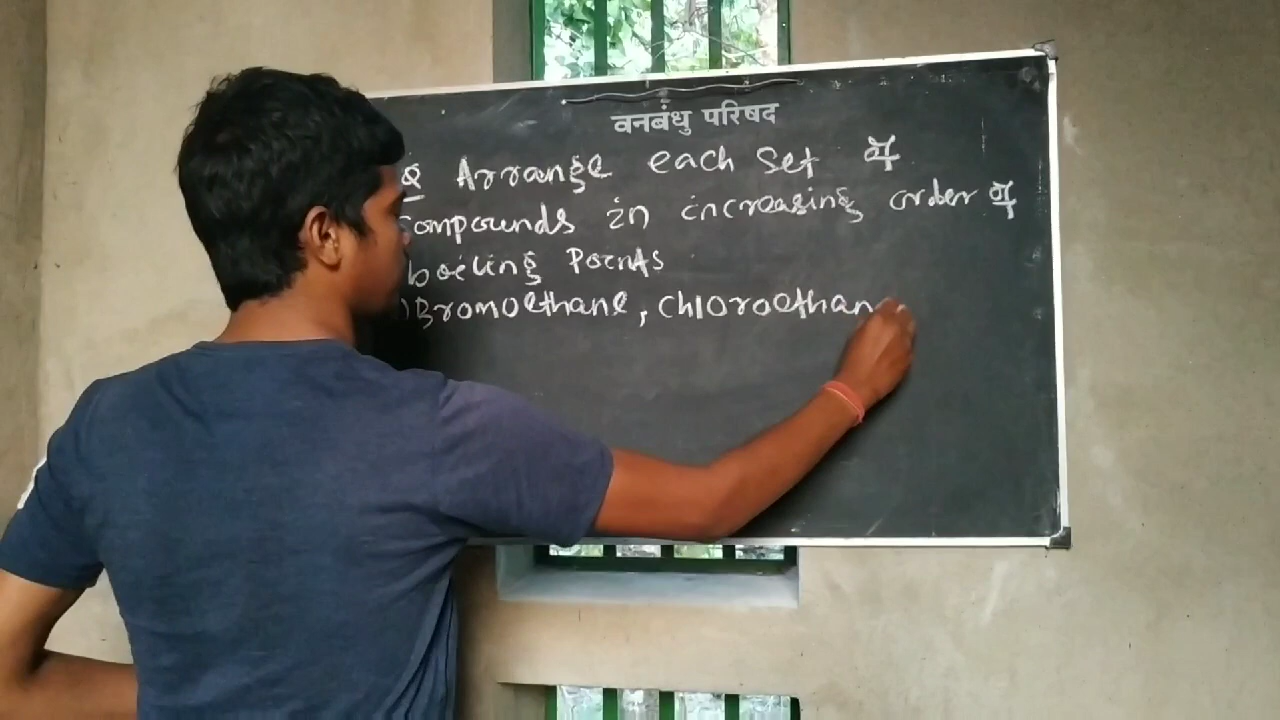 वनबंधु परिषद
Q Arrange each set of
compounds in increasing order of
boiling Points
)Bromoethane, Chloroethan